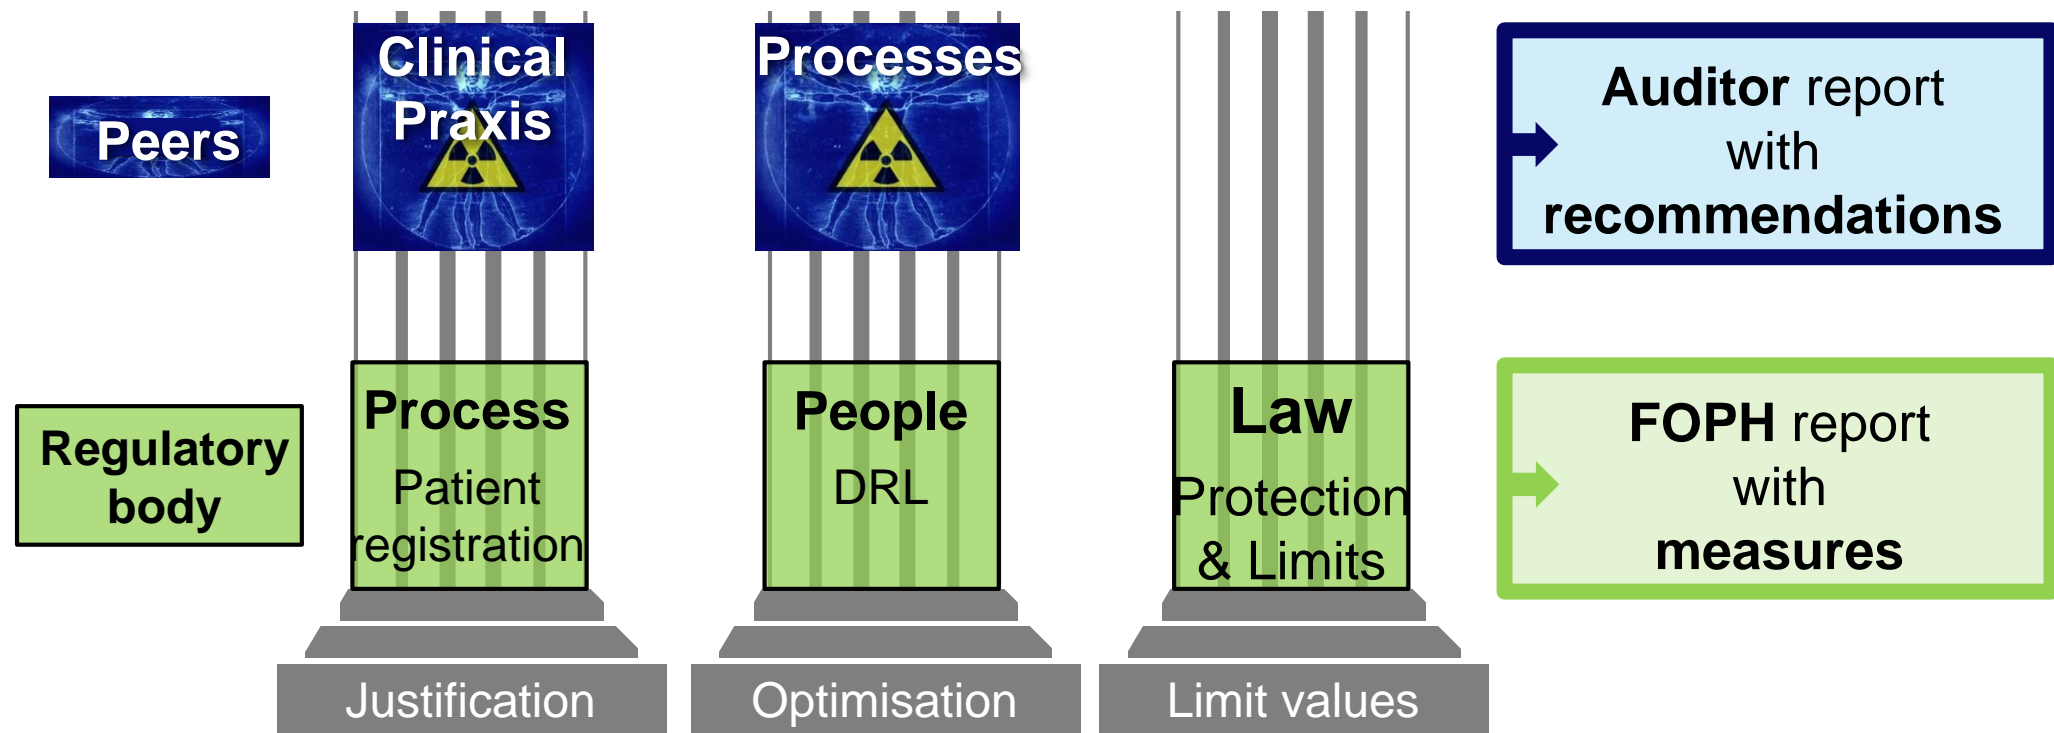 Peers
Clinical
Praxis
Processes
Auditor report
with
recommendations
Regulatory
body
Process
Patient
registration
People
DRL
Law
Protection
& Limits
FOPH report
with
measures
Justification
Optimisation
Limit values